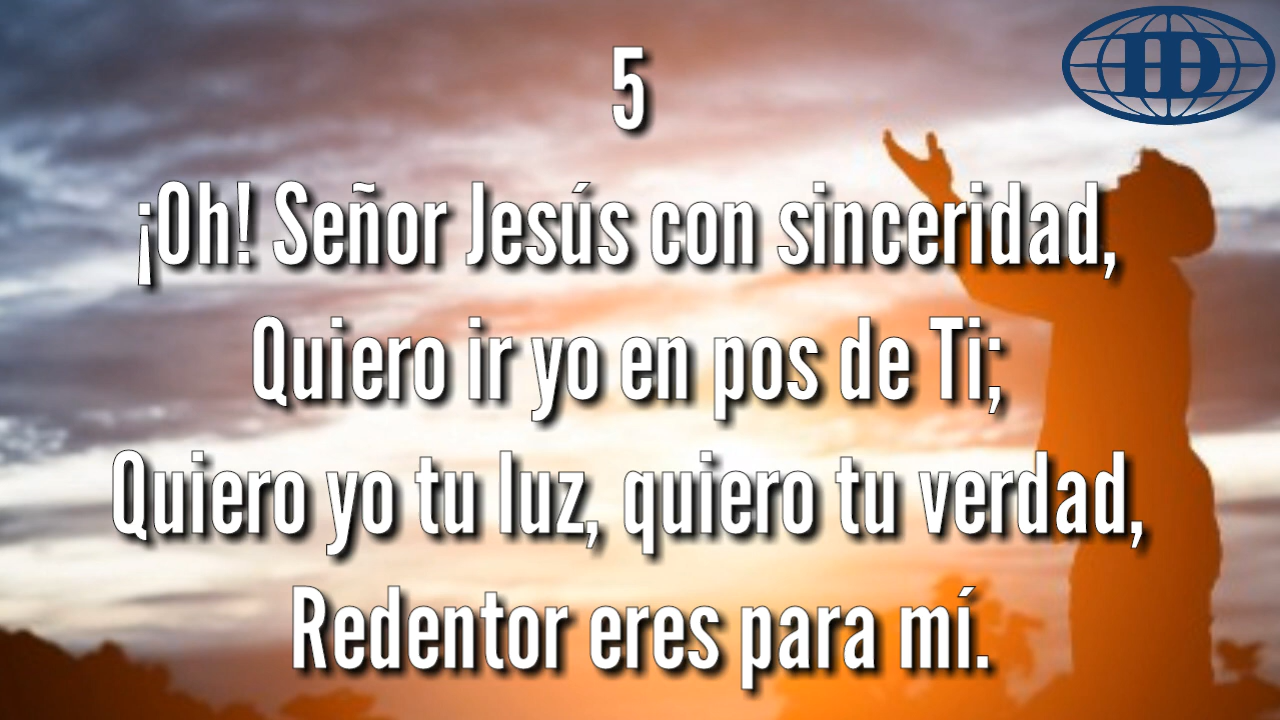 ID
5
¡Oh! Señor Jesús con sinceridad,
Quiero ir yo en pos de Ti;
Quiero yo tu luz, quiero tu verdad,
Redentor eres para mí.